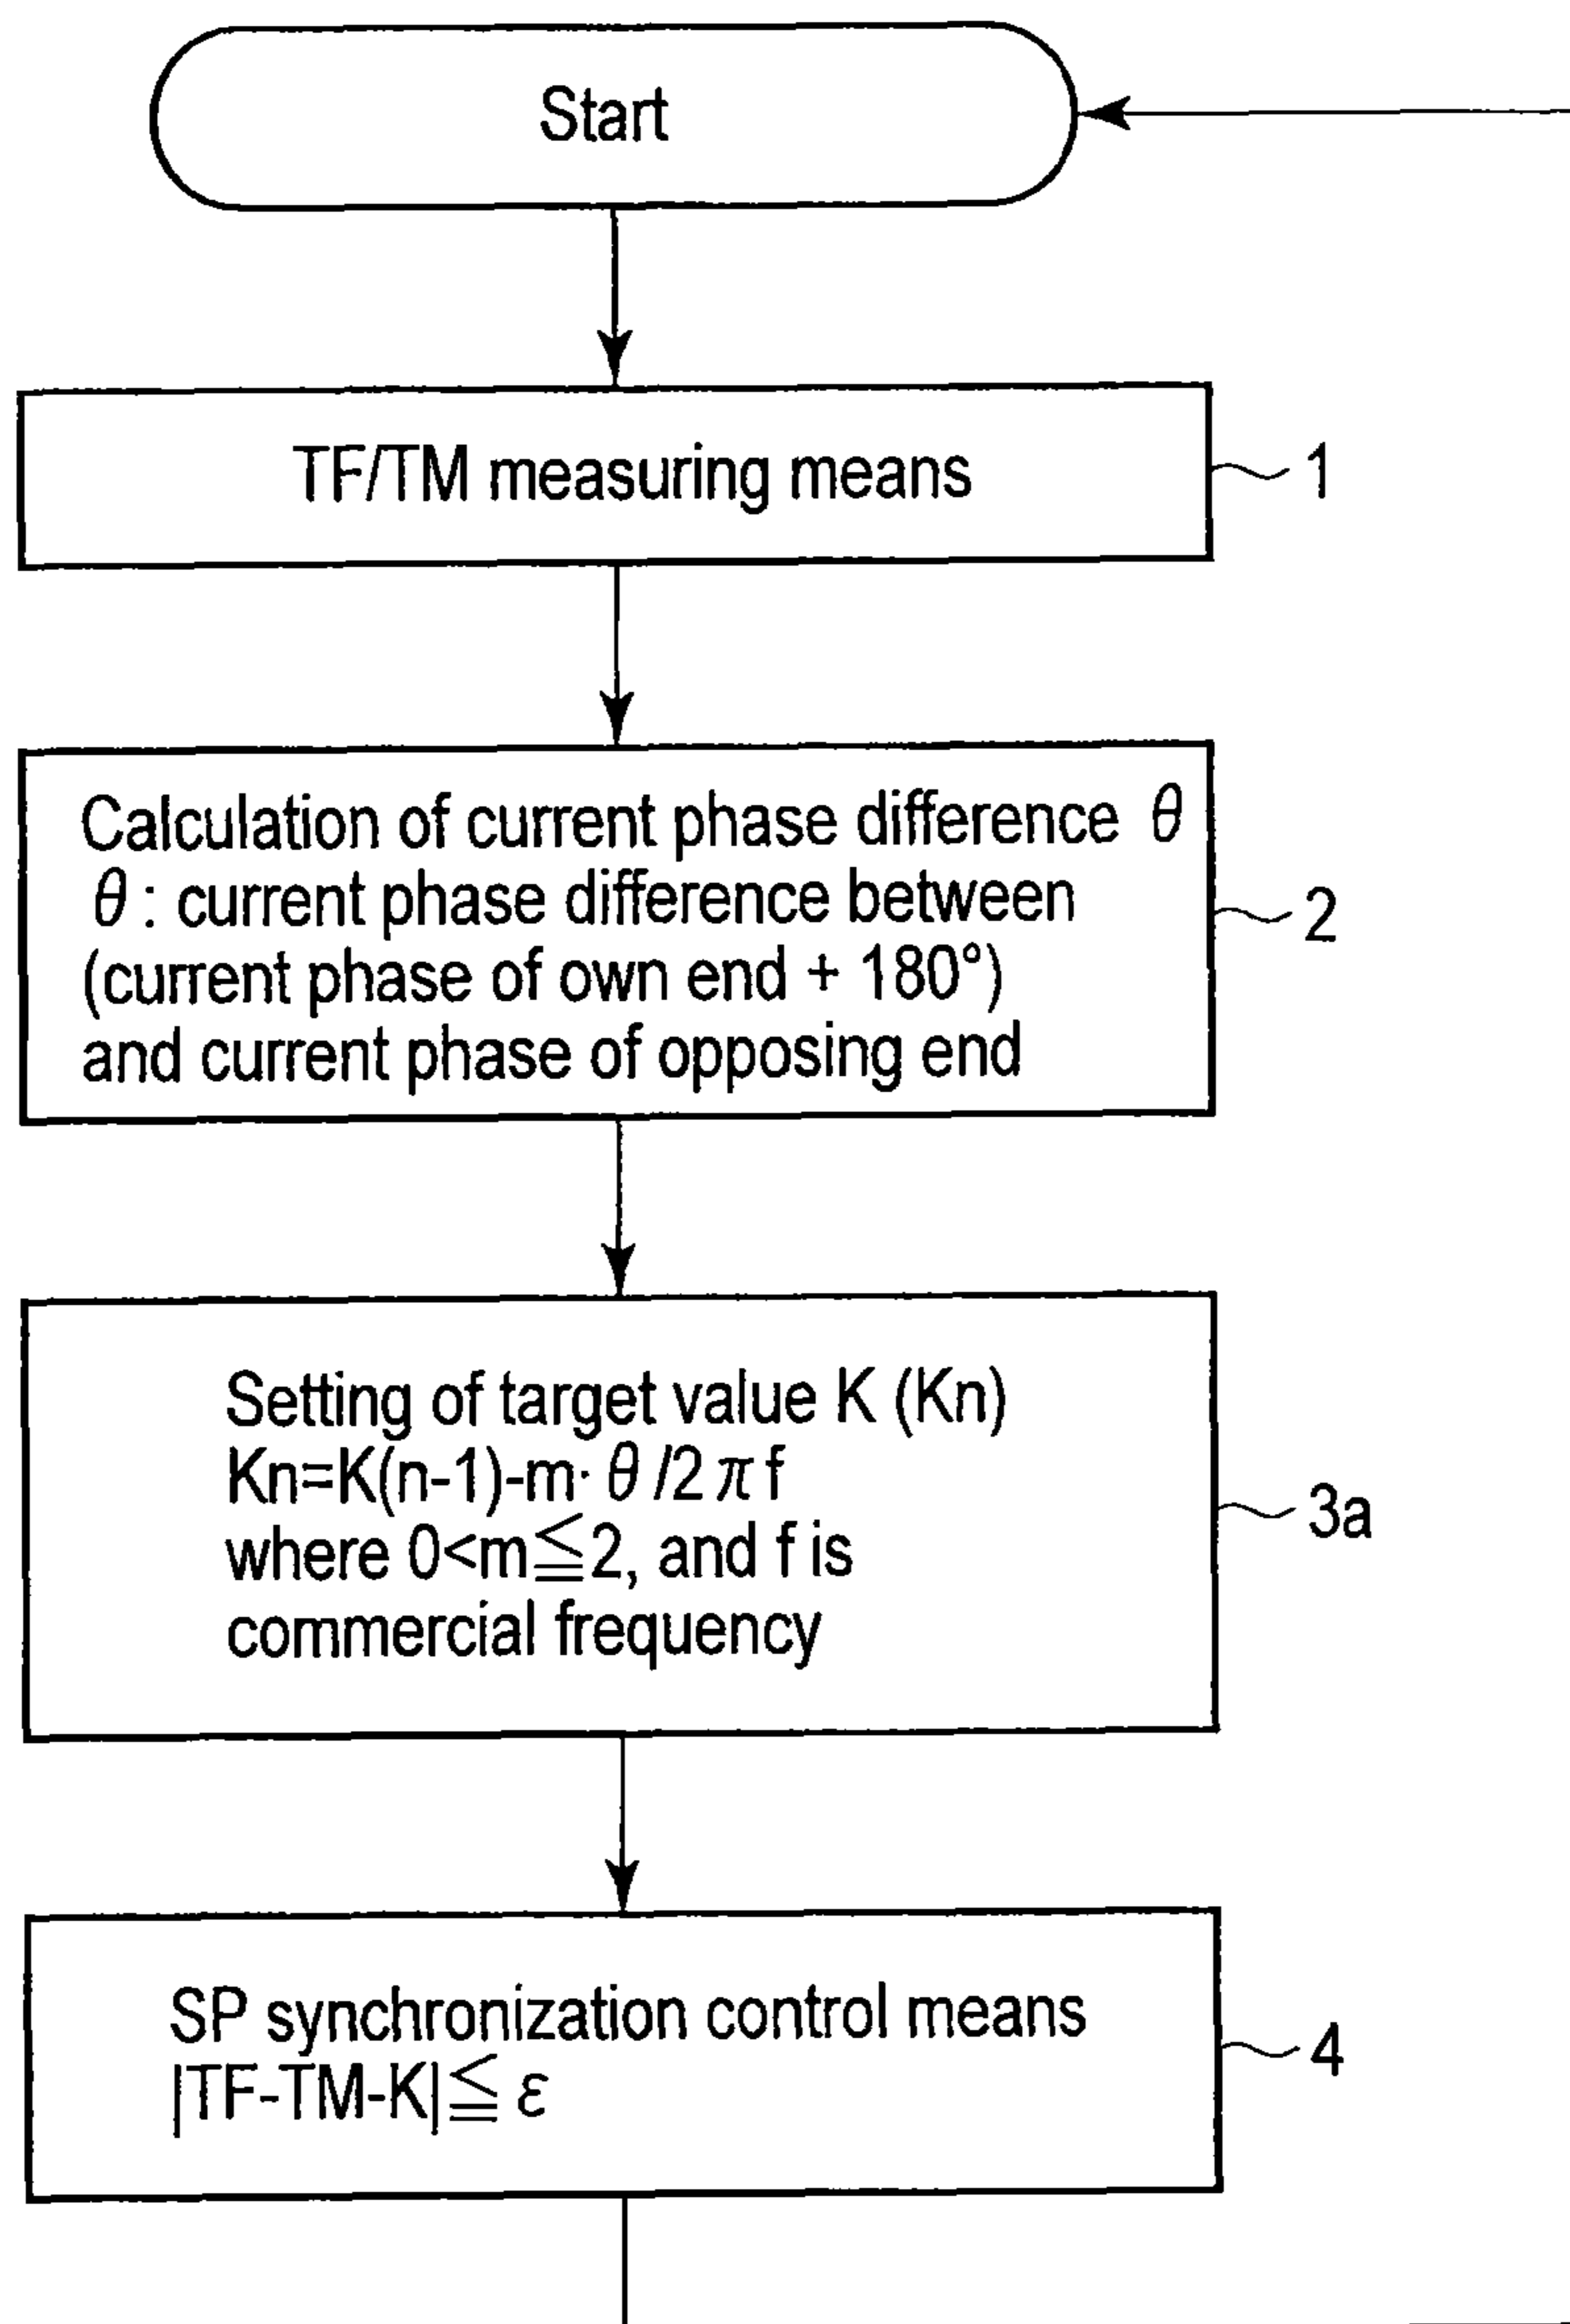 Start
TF/TM measuring means
1
Calculation of current phase difference θ
θ : current phase difference between
(current phase of own end + 180°)
and current phase of opposing end
2
Setting of target value K (Kn)
Kn=K(n-1)-m· θ /2 π f
where 0<m≦2, and f is
commercial frequency
3a
SP synchronization control means
|TF-TM-K|≦ ε
4